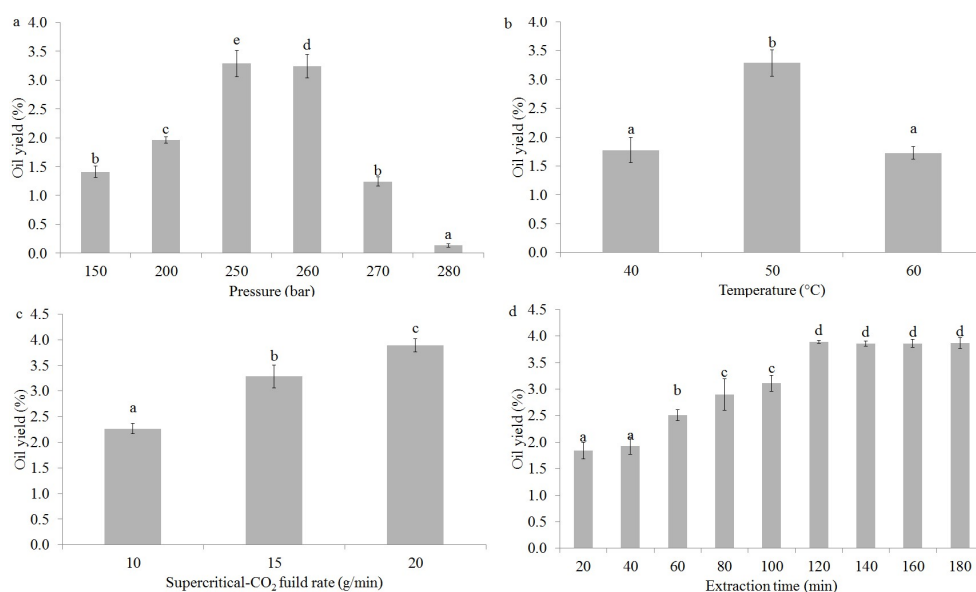 a
4.0
3.5
3.0
2.5
2.0
1.5
1.0
0.5
0.0
Oil yield (%)
b
c
e
d
b
a
150 200 250 260 270 280
Pressure (bar)
b
4.0
3.5
3.0
2.5
2.0
1.5
1.0
0.5
0.0
Oil yield (%)
a
b
a
40 50 60
Temperature (°C)
c
4.5
4.0
3.5
3.0
2.5
2.0
1.5
1.0
0.5
0.0
Oil yield (%)
a
b
c
10 15 20
Supercritical-CO₂ fuild rate (g/min)
d
4.5
4.0
3.5
3.0
2.5
2.0
1.5
1.0
0.5
0.0
Oil yield (%)
a a b c c d d d d
20 40 60 80 100 120 140 160 180
Extraction time (min)